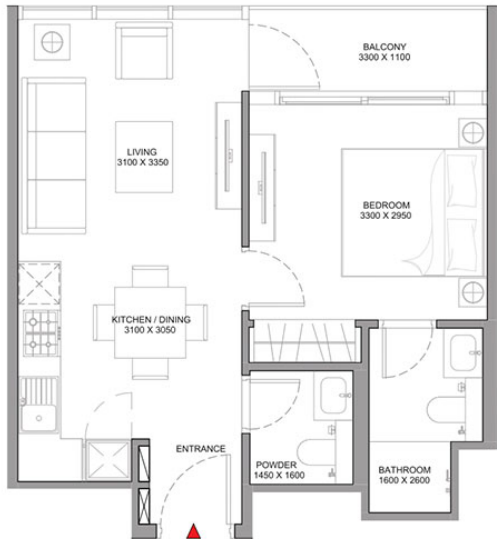 BALCONY
3300 X 1100
LIVING
3100 X 3350
BEDROOM
3300 X 2950
KITCHEN / DINING
3100 X 3050
ENTRANCE
POWDER
1450 X 1600
BATHROOM
1600 X 2600